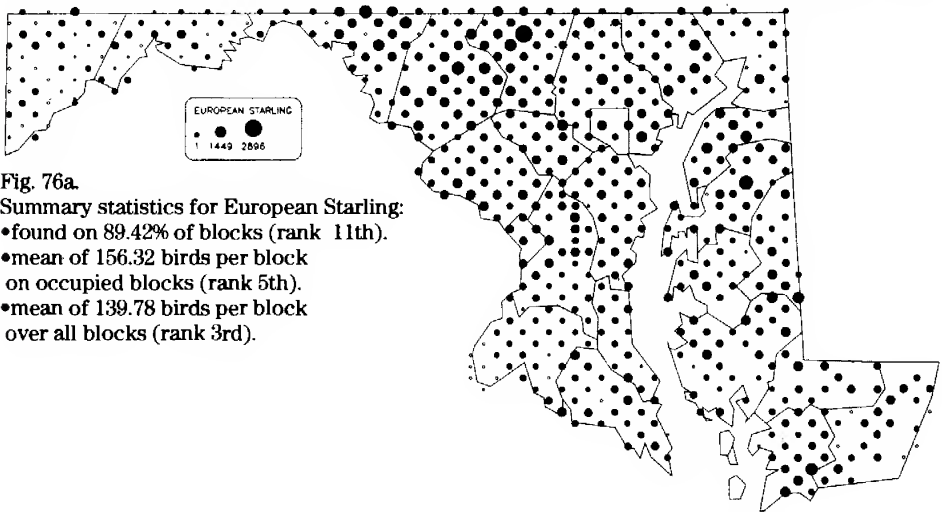 EUROPEAN STARLING
1 1449 2896
Fig. 76a.
Summary statistics for European Starling:
•found on 89.42% of blocks (rank 11th).
•mean of 156.32 birds per block
on occupied blocks (rank 5th).
•mean of 139.78 birds per block
over all blocks (rank 3rd).